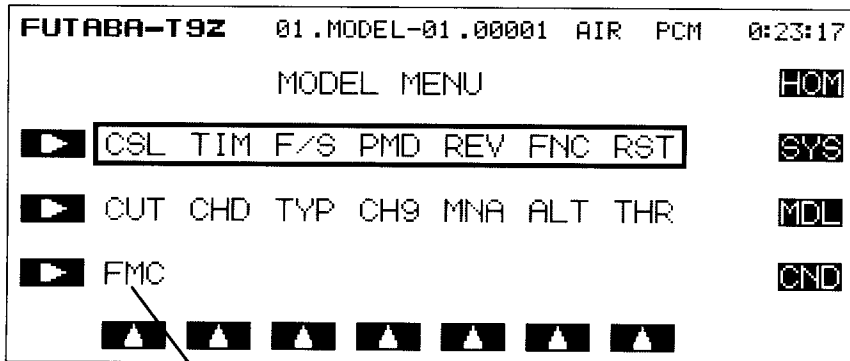 FUTABA-T9Z 01.MODEL-01.00001 AIR PCM 0:23:17
MODEL MENU HOM
CSL TIM F/S PMD REV FNC RST SYS
CUT CHD TYP CH9 MNA ALT THR MDL
FMC CND